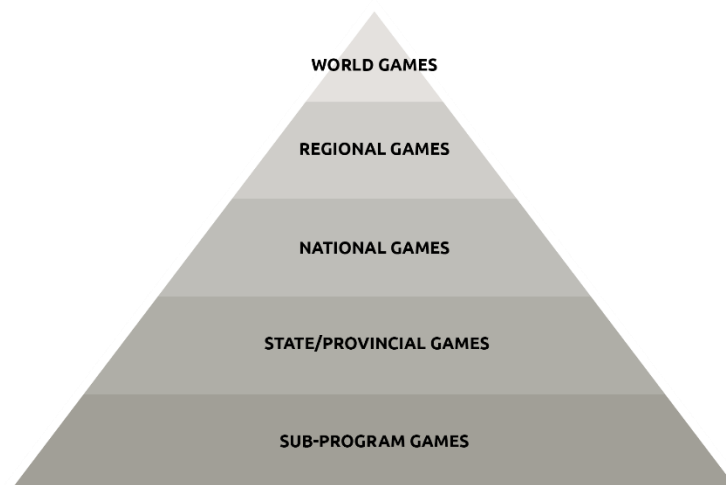 WORLD GAMES
REGIONAL GAMES
NATIONAL GAMES
STATE/PROVINCIAL GAMES
SUB-PROGRAM GAMES